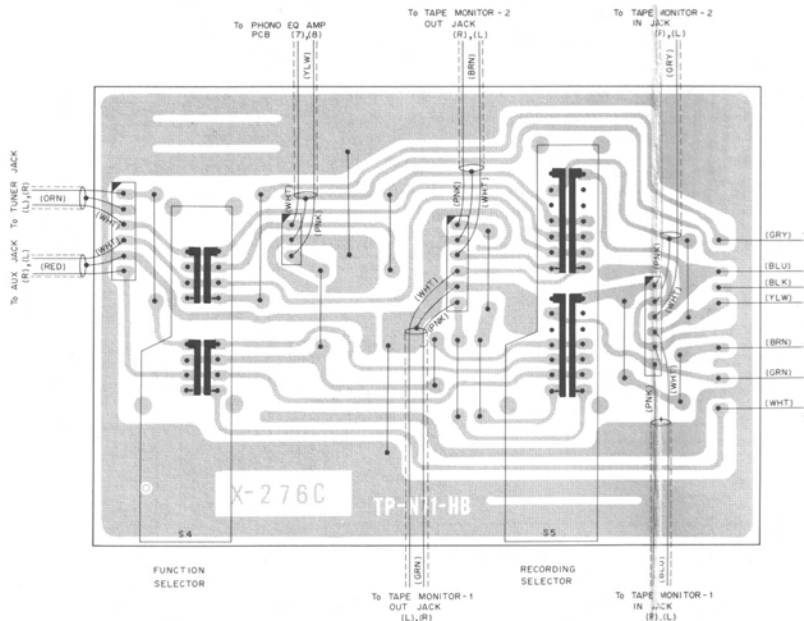 To PHONO EQ AMP
PCB (7),(8)
(YLW)
To TAPE MONITOR-2
OUT JACK
(R),(L)
(BRN)
To TAPE MONITOR-2
IN JACK
(R),(L)
(GRY)
To TUNER JACK
(L),(R)
(ORN)
(WHT)
(WHT)
To AUX JACK
(R),(L)
(RED)
(WHT)
(PNK)
(PNK)
(WHT)
(WHT)
(PNK)
(PNK)
(WHT)
(PNK)
(WHT)
(GRY)
(BLU)
(BLK)
(YLW)
(BRN)
(GRN)
(WHT)
X-276C
TP-N71-HB
S4
S5
FUNCTION
SELECTOR
(GRN)
RECORDING
SELECTOR
(BLU)
To TAPE MONITOR-1
OUT JACK
(L),(R)
To TAPE MONITOR-1
IN JACK
(R),(L)